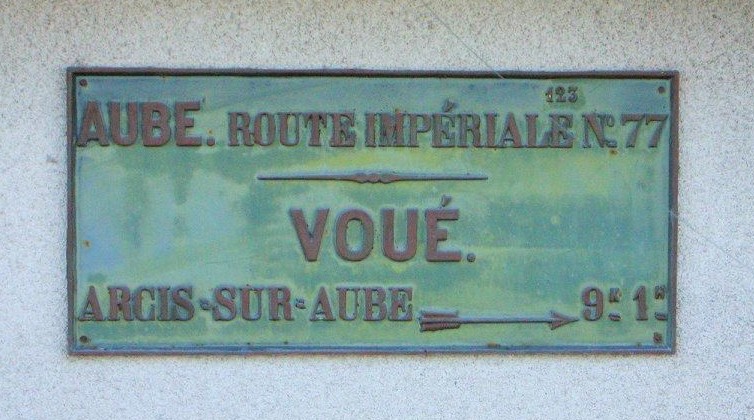 123
AUBE. ROUTE IMPÉRIALE No. 77
VOUÉ.
ARCIS-SUR-AUBE 9K. 1H.